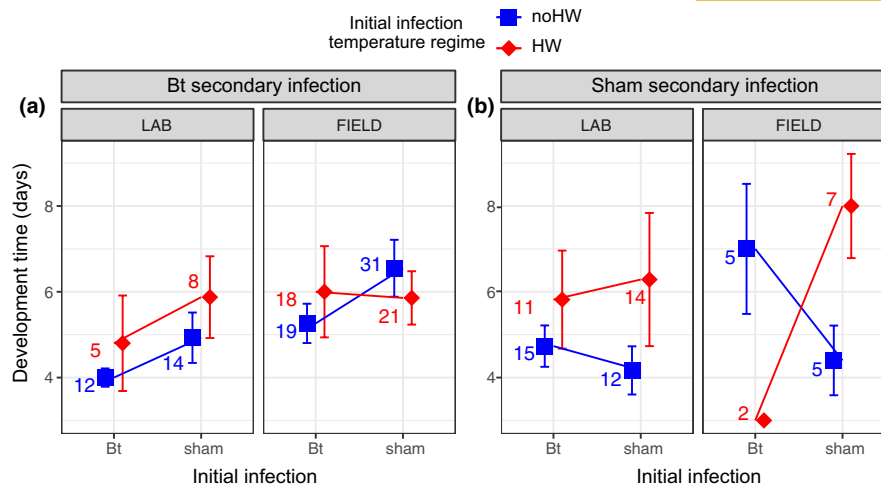 Initial infection
temperature regime
noHW
HW
(a)
Bt secondary infection
LAB
FIELD
Development time (days)
8
6
4
12
5
14
8
19
18
31
21
Bt
sham
Bt
sham
Initial infection
(b)
Sham secondary infection
LAB
FIELD
8
6
4
15
11
12
14
5
2
5
7
Bt
sham
Bt
sham
Initial infection